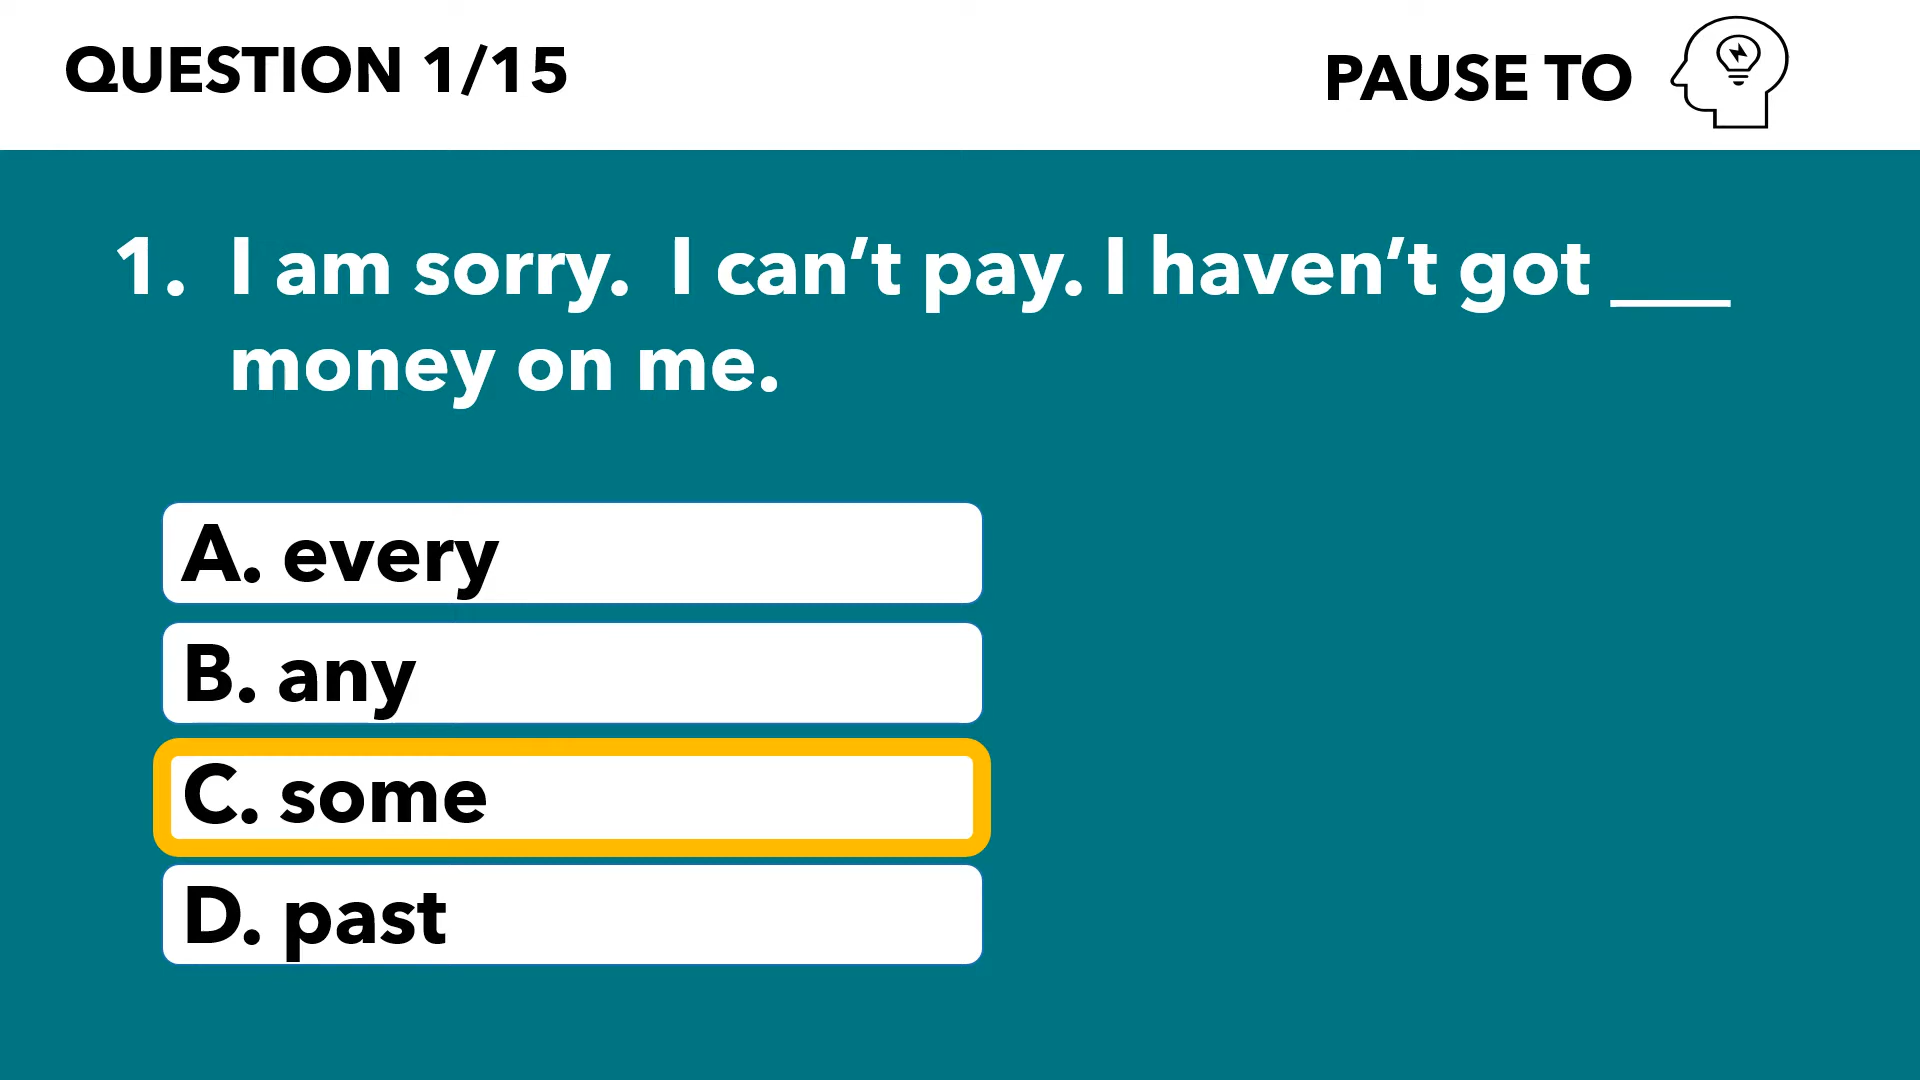 QUESTION 1/15
PAUSE TO
1. I am sorry. I can’t pay. I haven’t got ___
money on me.
A. every
B. any
C. some
D. past